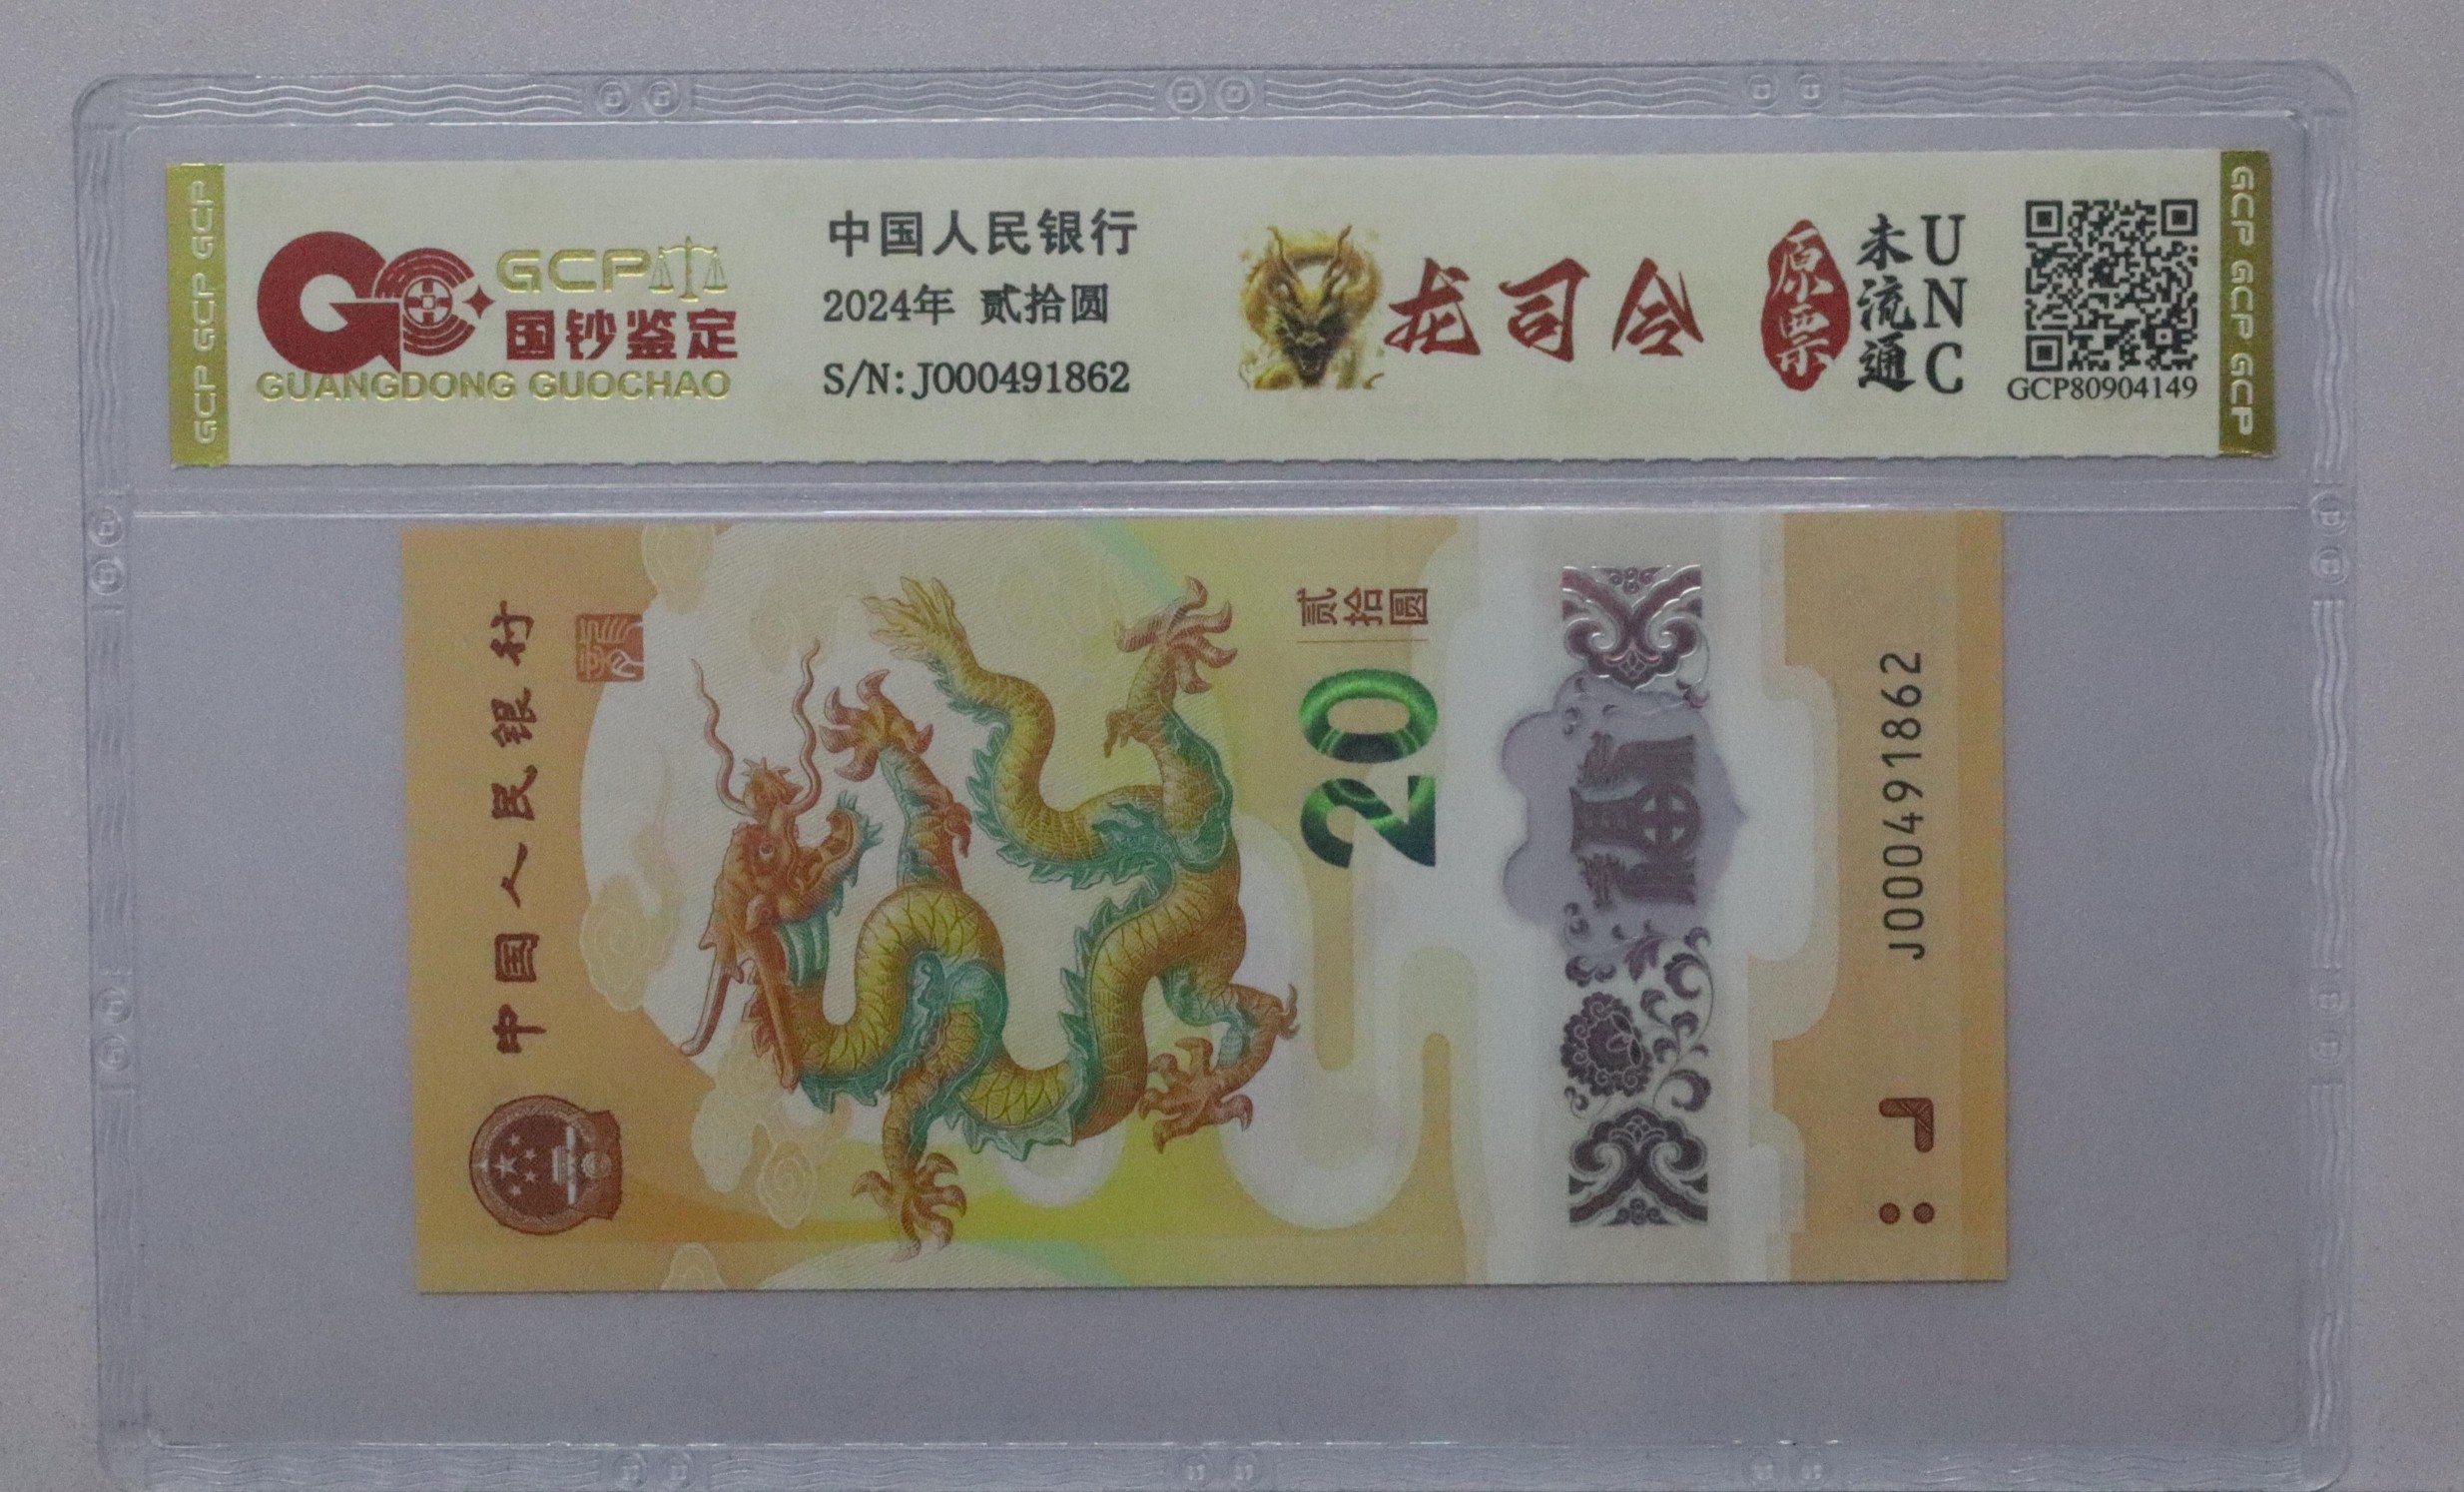 GCP GCP GCP
GCP
国钞鉴定
GUANGDONG GUOCHAO
中国人民银行
2024年 贰拾圆
S/N: J000491862
龙司令
原票
未流通
UNC
GCP80904149
GCP GCP GCP
中国人民银行
贰拾圆
20
J000491862